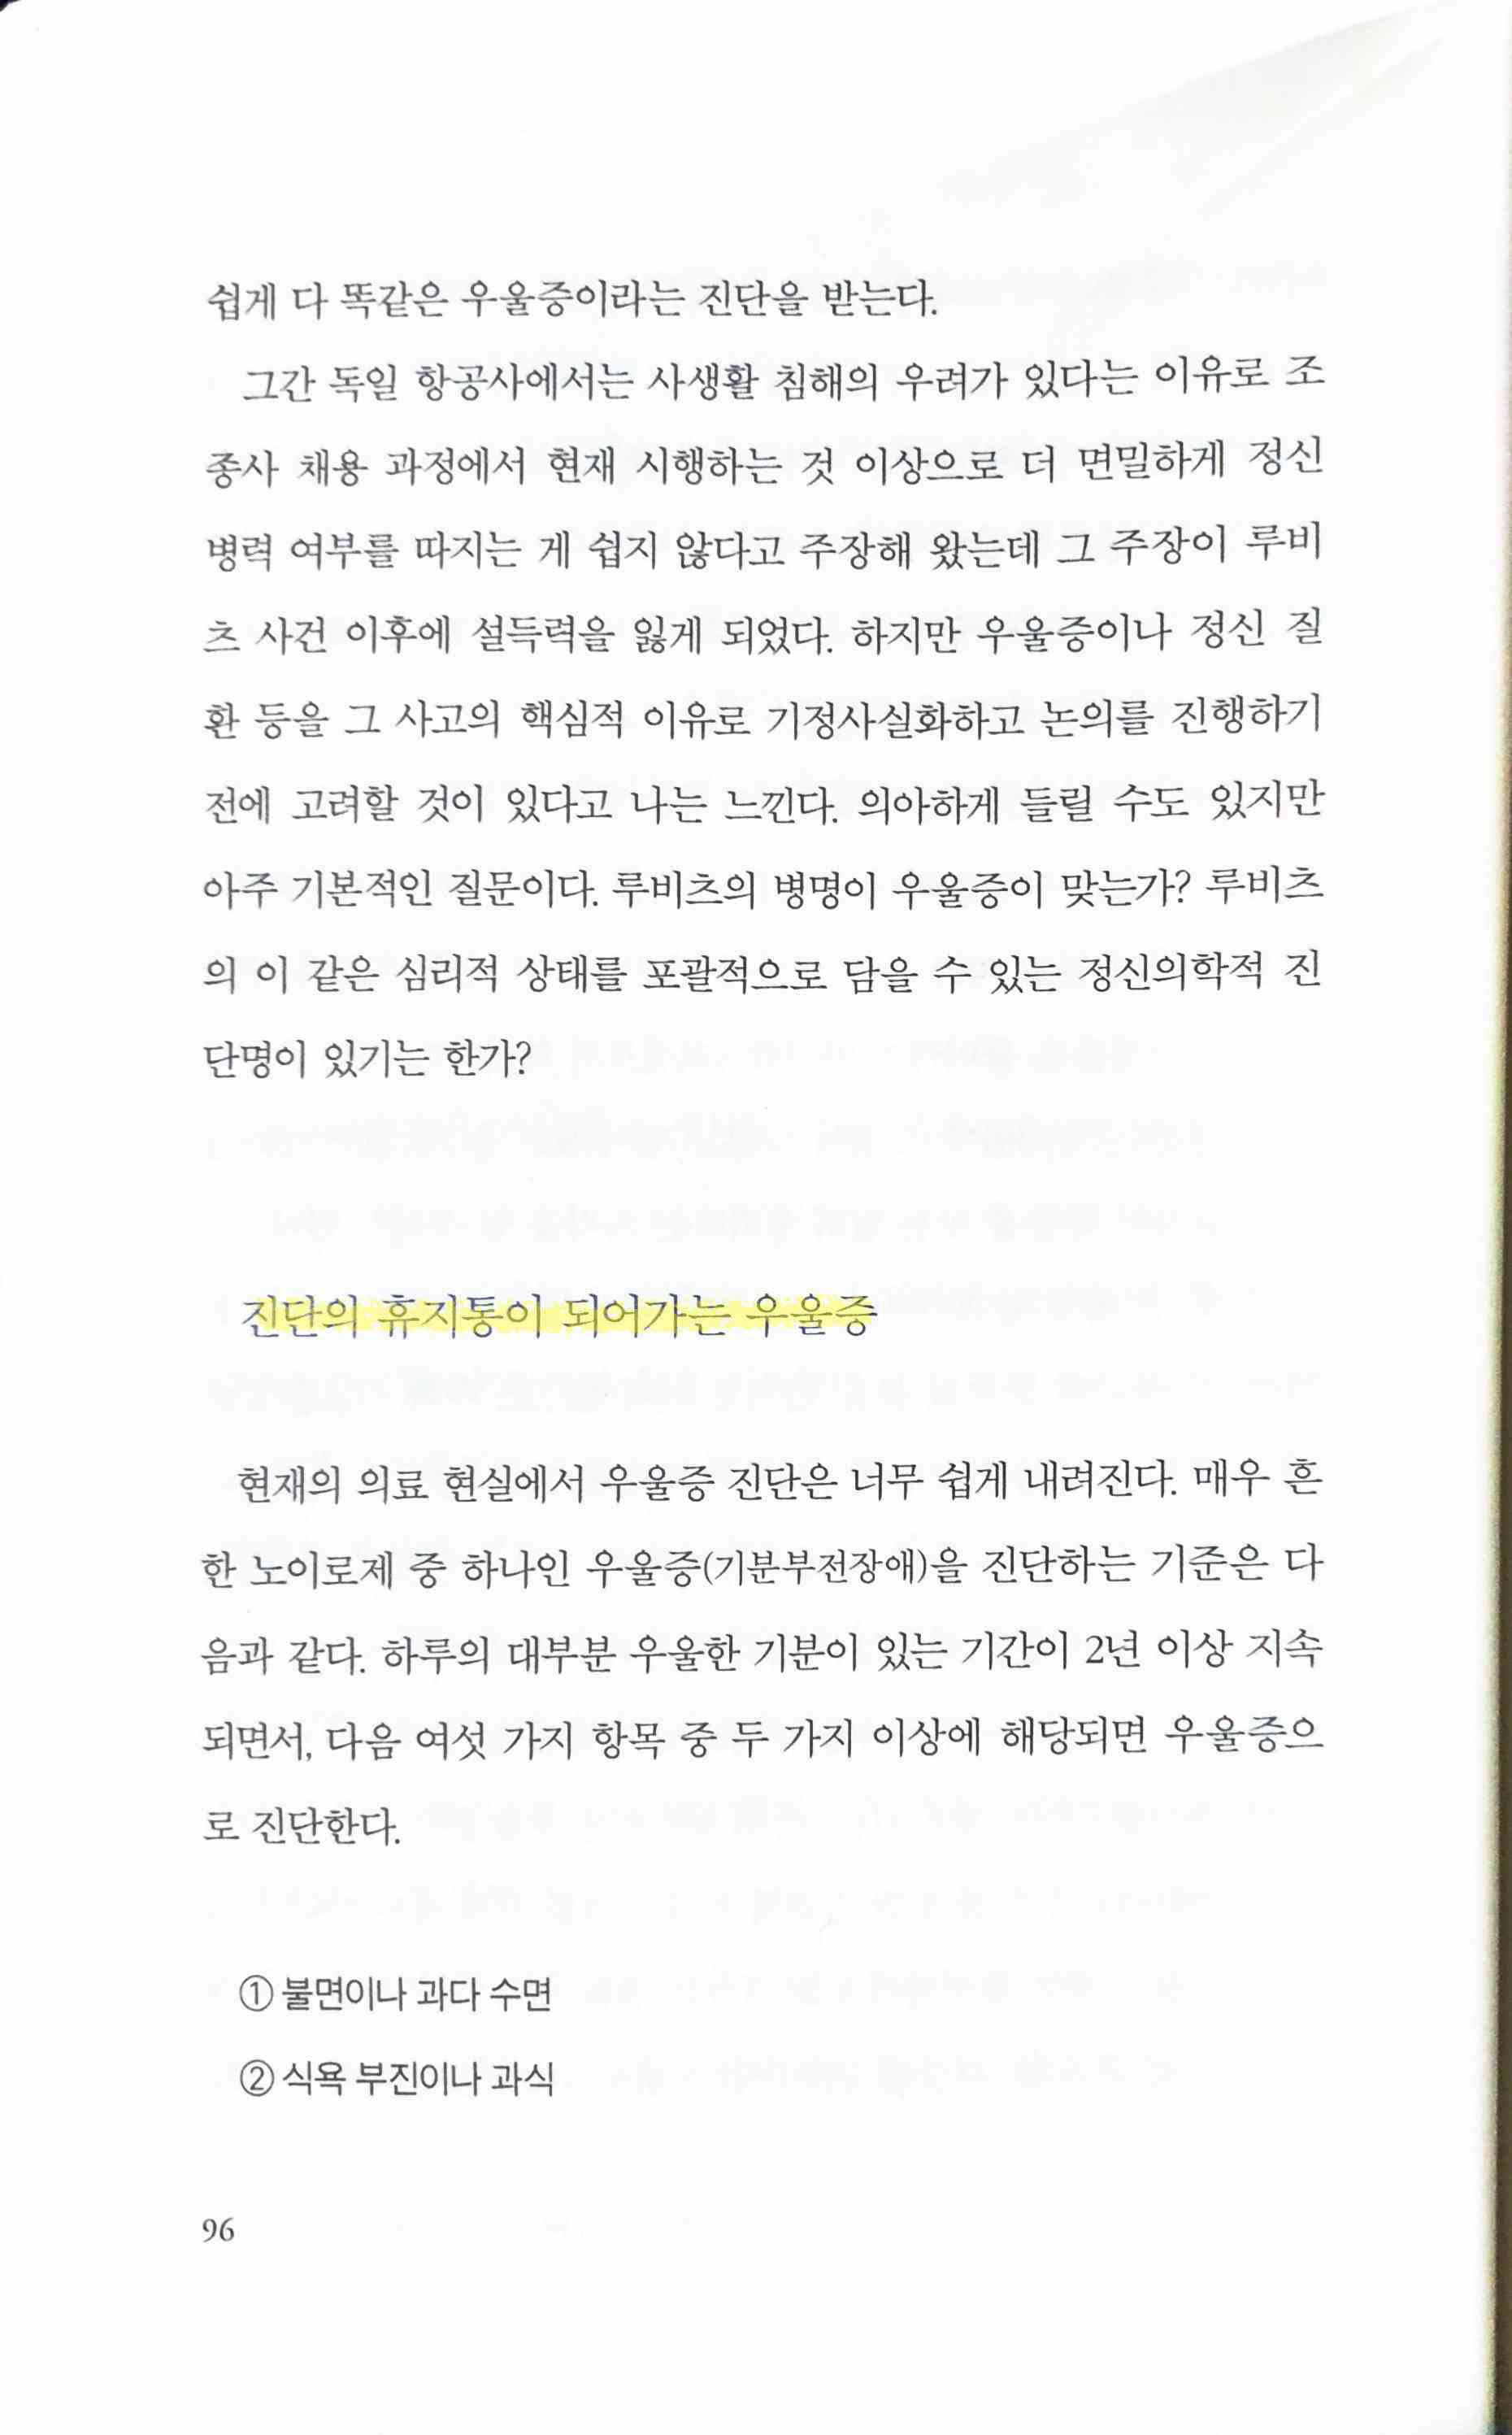 쉽게 다 똑같은 우울증이라는 진단을 받는다.
그간 독일 항공사에서는 사생활 침해의 우려가 있다는 이유로 조
종사 채용 과정에서 현재 시행하는 것 이상으로 더 면밀하게 정신
병력 여부를 따지는 게 쉽지 않다고 주장해 왔는데 그 주장이 루비
츠 사건 이후에 설득력을 잃게 되었다. 하지만 우울증이나 정신 질
환 등을 그 사고의 핵심적 이유로 기정사실화하고 논의를 진행하기
전에 고려할 것이 있다고 나는 느낀다. 의아하게 들릴 수도 있지만
아주 기본적인 질문이다. 루비츠의 병명이 우울증이 맞는가? 루비츠
의 이 같은 심리적 상태를 포괄적으로 담을 수 있는 정신의학적 진
단명이 있기는 한가?
진단의 휴지통이 되어가는 우울증
현재의 의료 현실에서 우울증 진단은 너무 쉽게 내려진다. 매우 흔
한 노이로제 중 하나인 우울증(기분부전장애)을 진단하는 기준은 다
음과 같다. 하루의 대부분 우울한 기분이 있는 기간이 2년 이상 지속
되면서, 다음 여섯 가지 항목 중 두 가지 이상에 해당되면 우울증으
로 진단한다.
① 불면이나 과다 수면
② 식욕 부진이나 과식
96